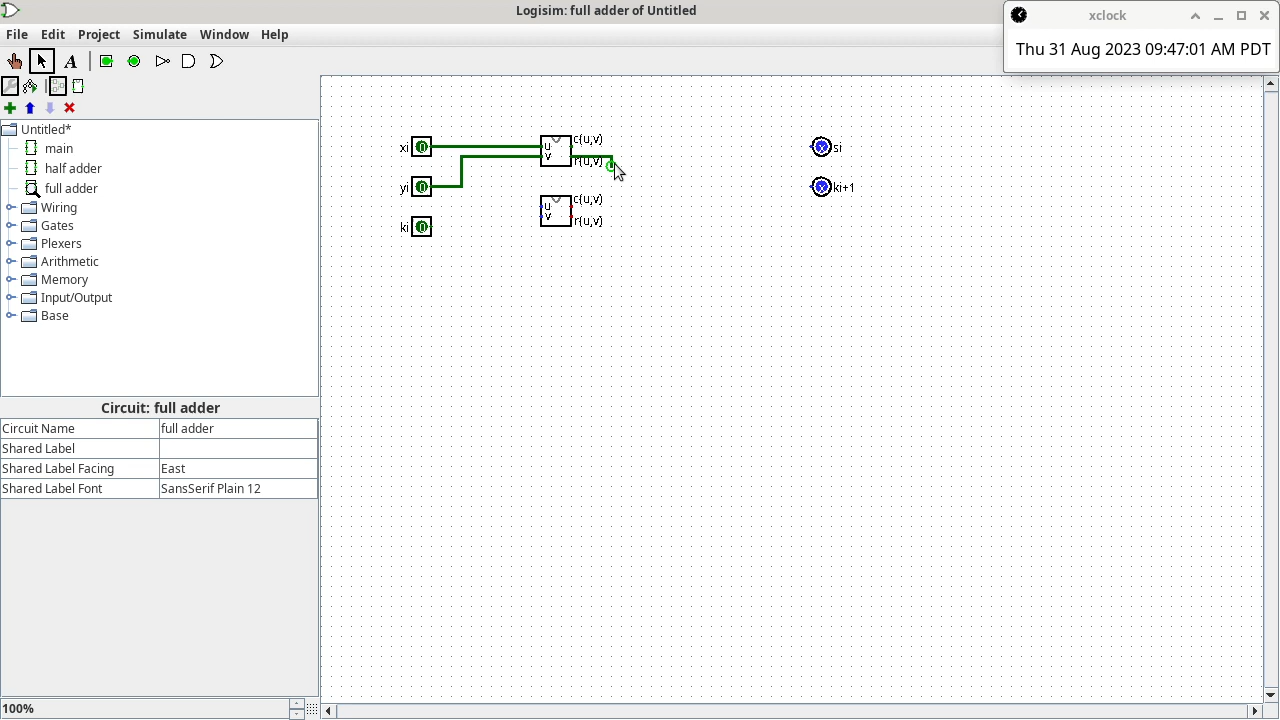 Logisim: full adder of Untitled
xclock
Thu 31 Aug 2023 09:47:01 AM PDT
File Edit Project Simulate Window Help
A
Untitled*
main
half adder
full adder
Wiring
Gates
Plexers
Arithmetic
Memory
Input/Output
Base
Circuit: full adder
Circuit Name full adder
Shared Label
Shared Label Facing East
Shared Label Font SansSerif Plain 12
100%
xi 0 u c(u,v) x si
v r(u,v)
yi 0 x ki+1
u c(u,v)
v r(u,v)
ki 0